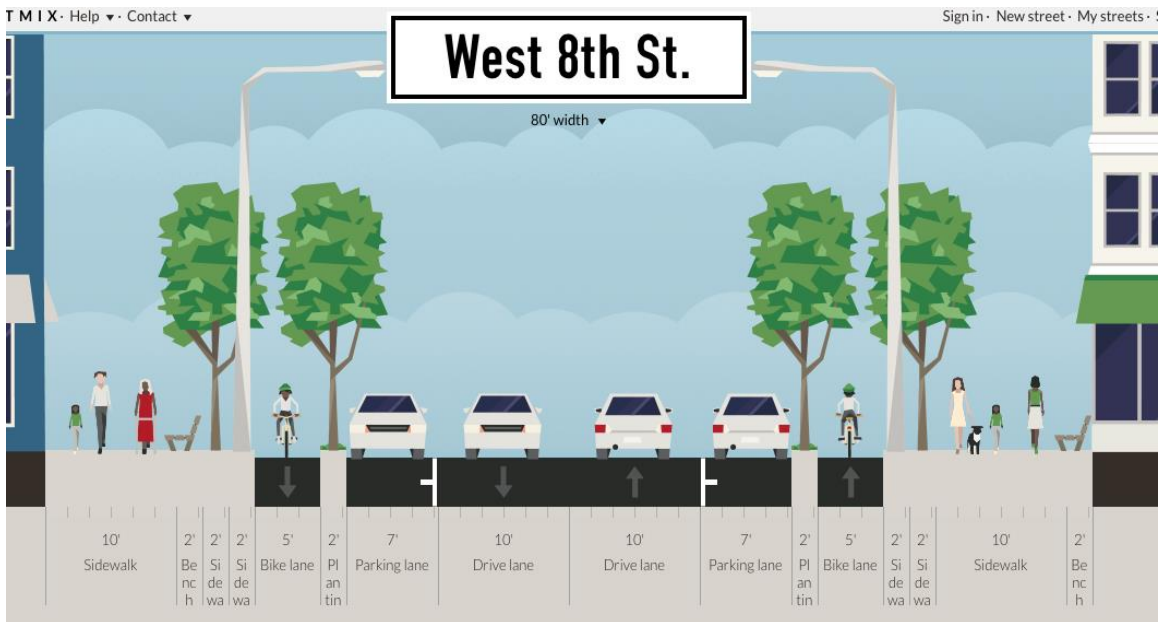 TMIX· Help ▾· Contact ▾
Sign in · New street · My streets ·
West 8th St.
80' width ▾
10' 2' 2' 2' 5' 2' 7' 10' 10' 7' 2' 5' 2' 2' 10' 2'
Sidewalk Be Si Si Bike lane Pl Parking lane Drive lane Drive lane Parking lane Pl Bike lane Si Si Sidewalk Be
nc de de an an de de nc
h wa wa tin tin wa wa h